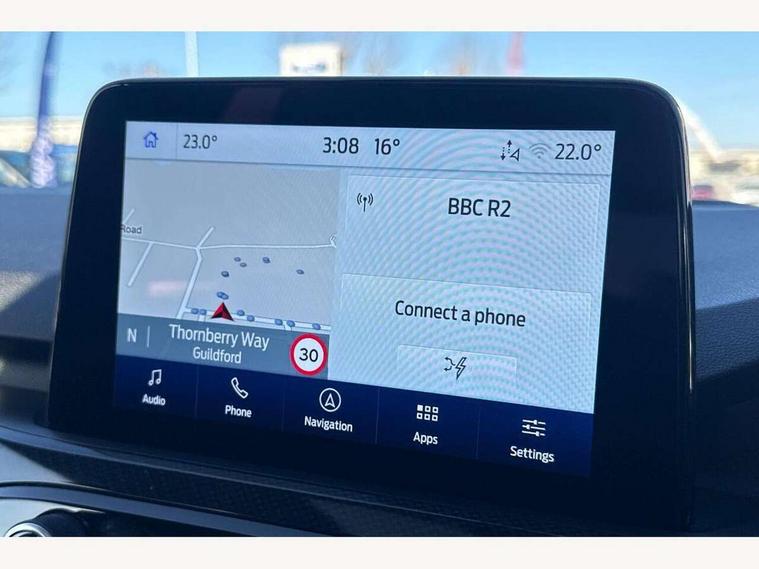 23.0° 3:08 16° 22.0°
Road
BBC R2
Connect a phone
N Thornberry Way
Guildford
30
Audio Phone Navigation Apps Settings